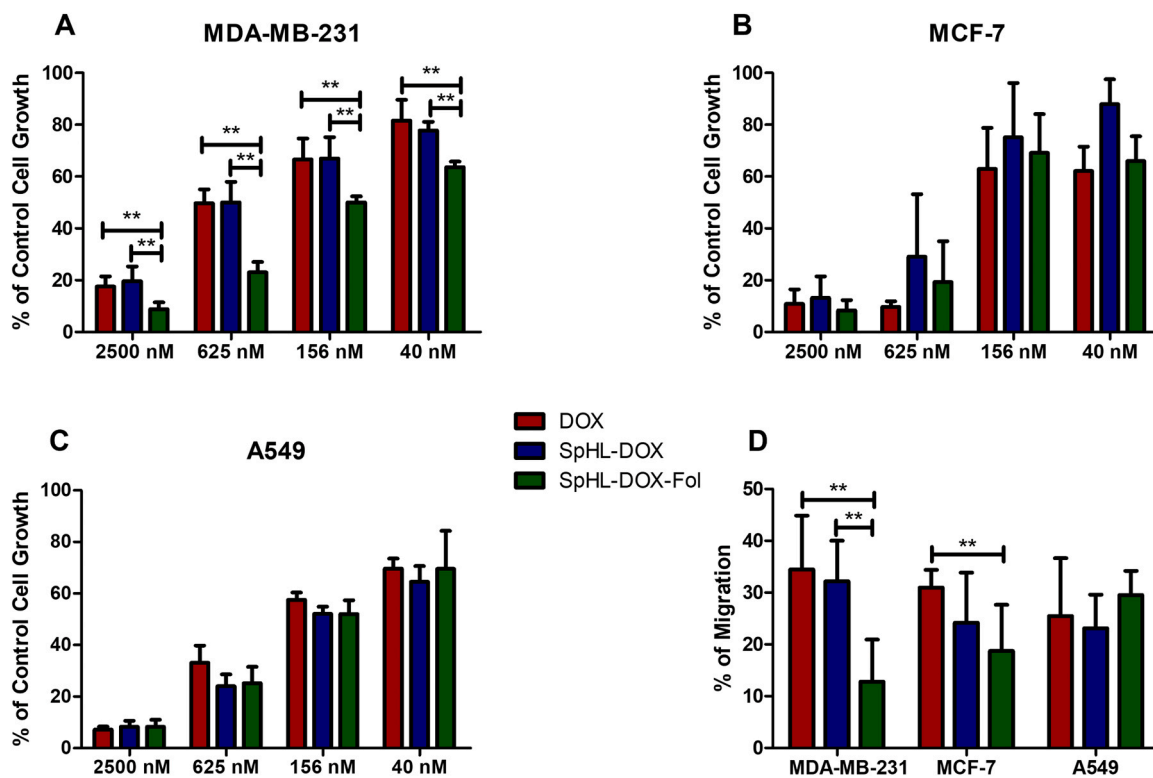 A
MDA-MB-231
% of Control Cell Growth
100
80
60
40
20
0
**
**
**
**
**
**
**
**
2500 nM
625 nM
156 nM
40 nM
B
MCF-7
% of Control Cell Growth
100
80
60
40
20
0
2500 nM
625 nM
156 nM
40 nM
DOX
SpHL-DOX
SpHL-DOX-Fol
C
A549
% of Control Cell Growth
100
80
60
40
20
0
2500 nM
625 nM
156 nM
40 nM
D
% of Migration
50
40
30
20
10
0
**
**
**
MDA-MB-231
MCF-7
A549